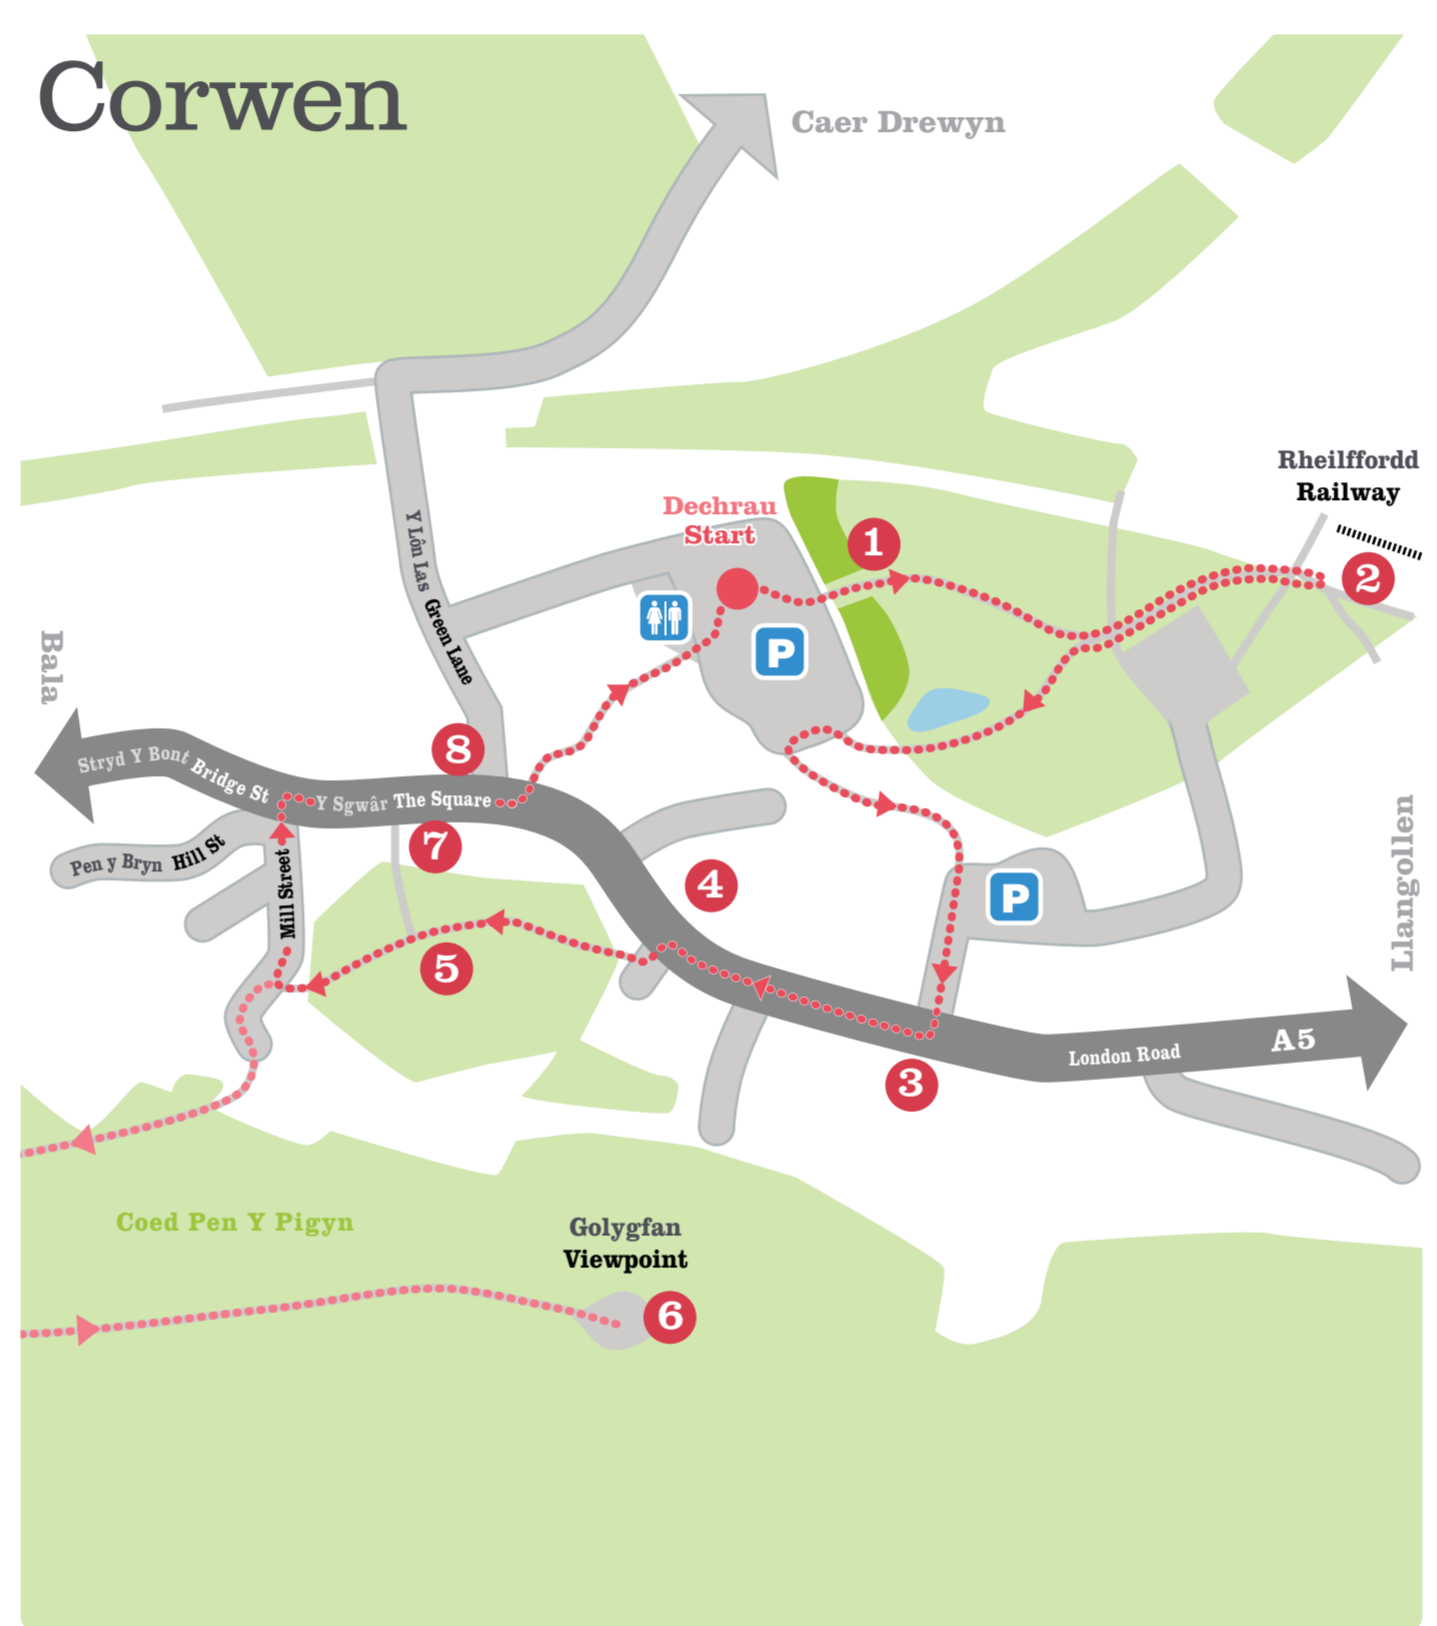 Corwen
Caer Drewyn
Rheilffordd
Railway
Dechrau
Start
1
2
Y Lôn Las Green Lane
P
Bala
8
Stryd Y Bont Bridge St
Y Sgwâr The Square
7
Pen y Bryn Hill St
Mill Street
4
P
Llangollen
5
3
London Road
A5
Coed Pen Y Pigyn
Golygfan
Viewpoint
6